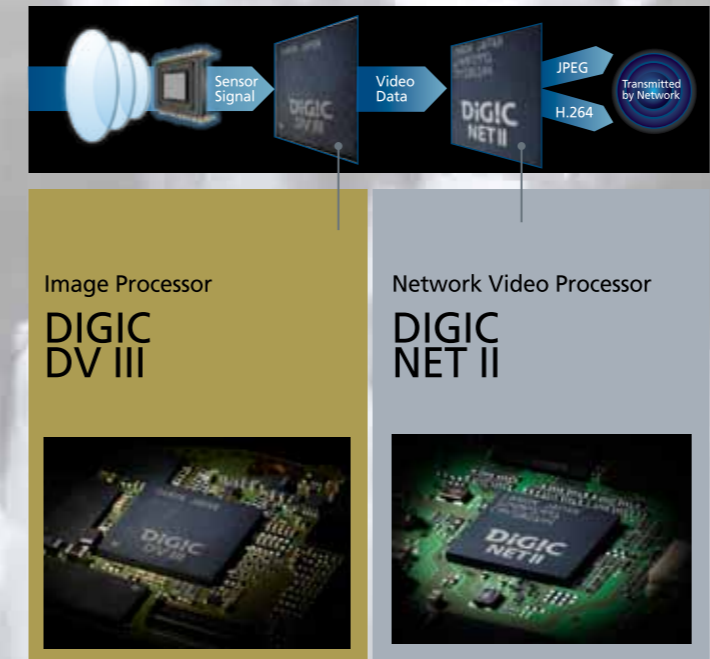 Sensor
Signal
DIGIC
DV III
Video
Data
DIGIC
NET II
JPEG
H.264
Transmitted
by Network
Image Processor
DIGIC
DV III
Network Video Processor
DIGIC
NET II
DIGIC
DV III
DIGIC
NET II